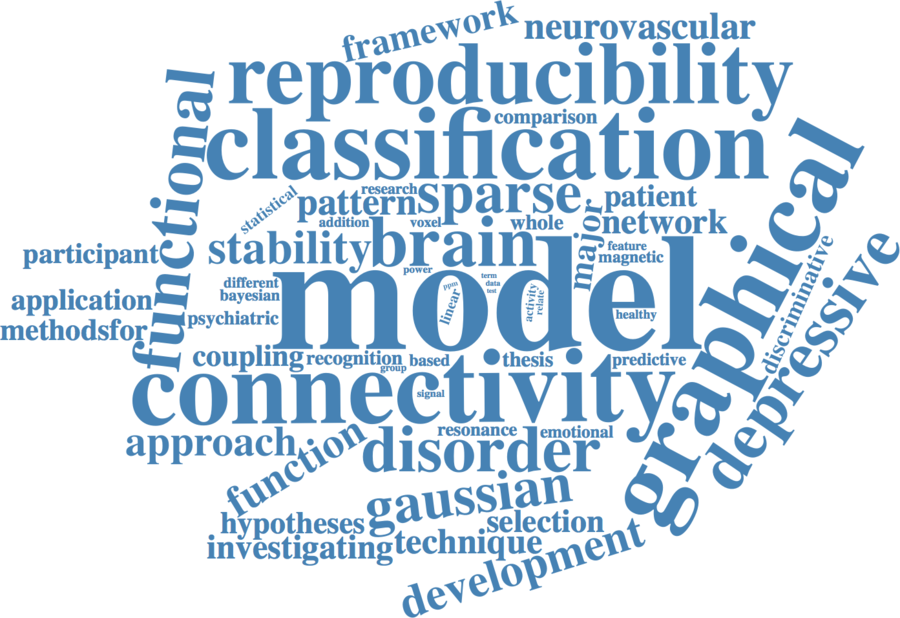 framework
neurovascular
reproducibility
functional
comparison
classification
graphical
research
sparse
pattern
statistical
patient
addition
voxel
whole
major
network
stability
brain
feature
magnetic
participant
depressive
discriminative
power
model
term
data
test
different
bayesian
ppm
linear
activity
relate
application
methodsfor
psychiatric
healthy
coupling
recognition
based
thesis
predictive
group
connectivity
signal
approach
function
resonance
emotional
disorder
gaussian
hypotheses
selection
investigating
technique
development